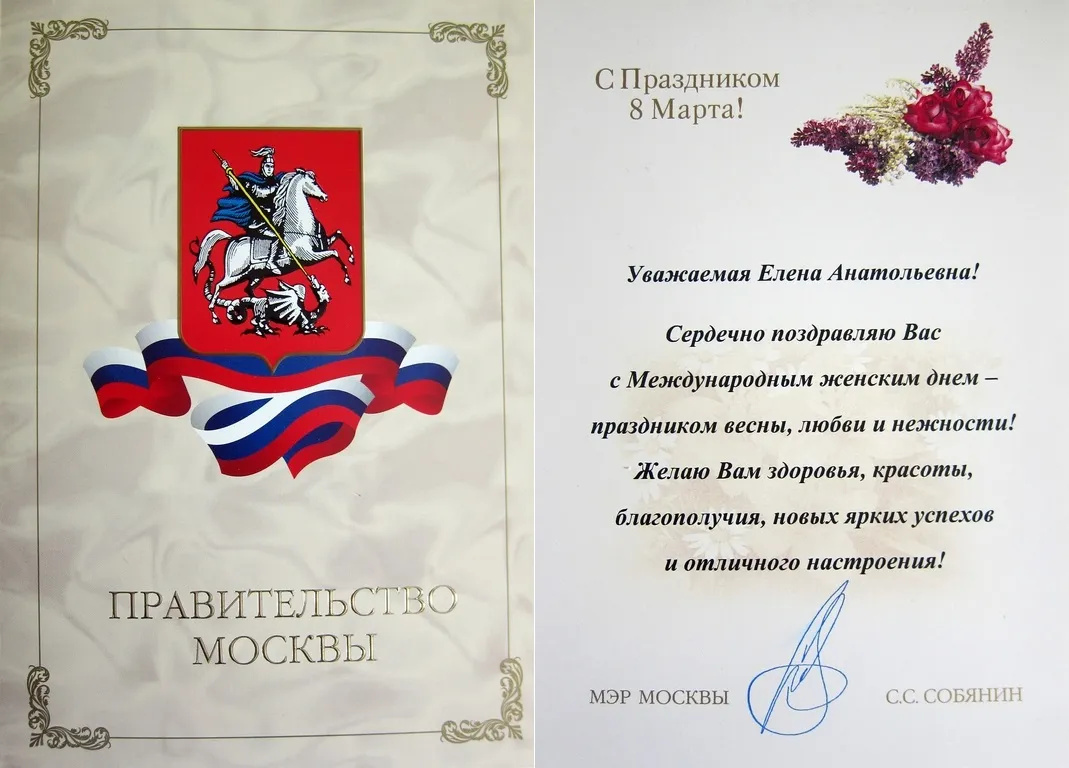 ПРАВИТЕЛЬСТВО
МОСКВЫ
С Праздником
8 Марта!
Уважаемая Елена Анатольевна!
Сердечно поздравляю Вас
с Международным женским днем –
праздником весны, любви и нежности!
Желаю Вам здоровья, красоты,
благополучия, новых ярких успехов
и отличного настроения!
МЭР МОСКВЫ С.С. СОБЯНИН